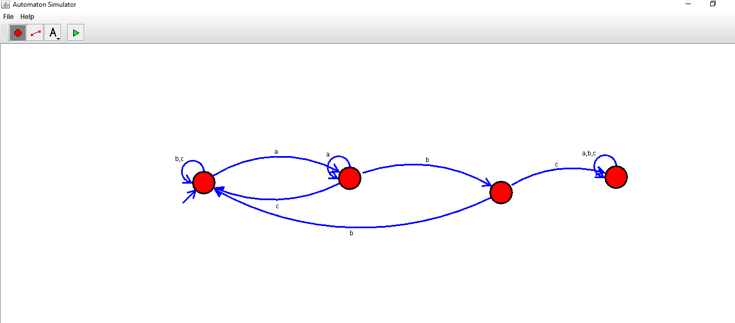 Automaton Simulator
File Help
A
b,c
a
a
b
c
a,b,c
c
b